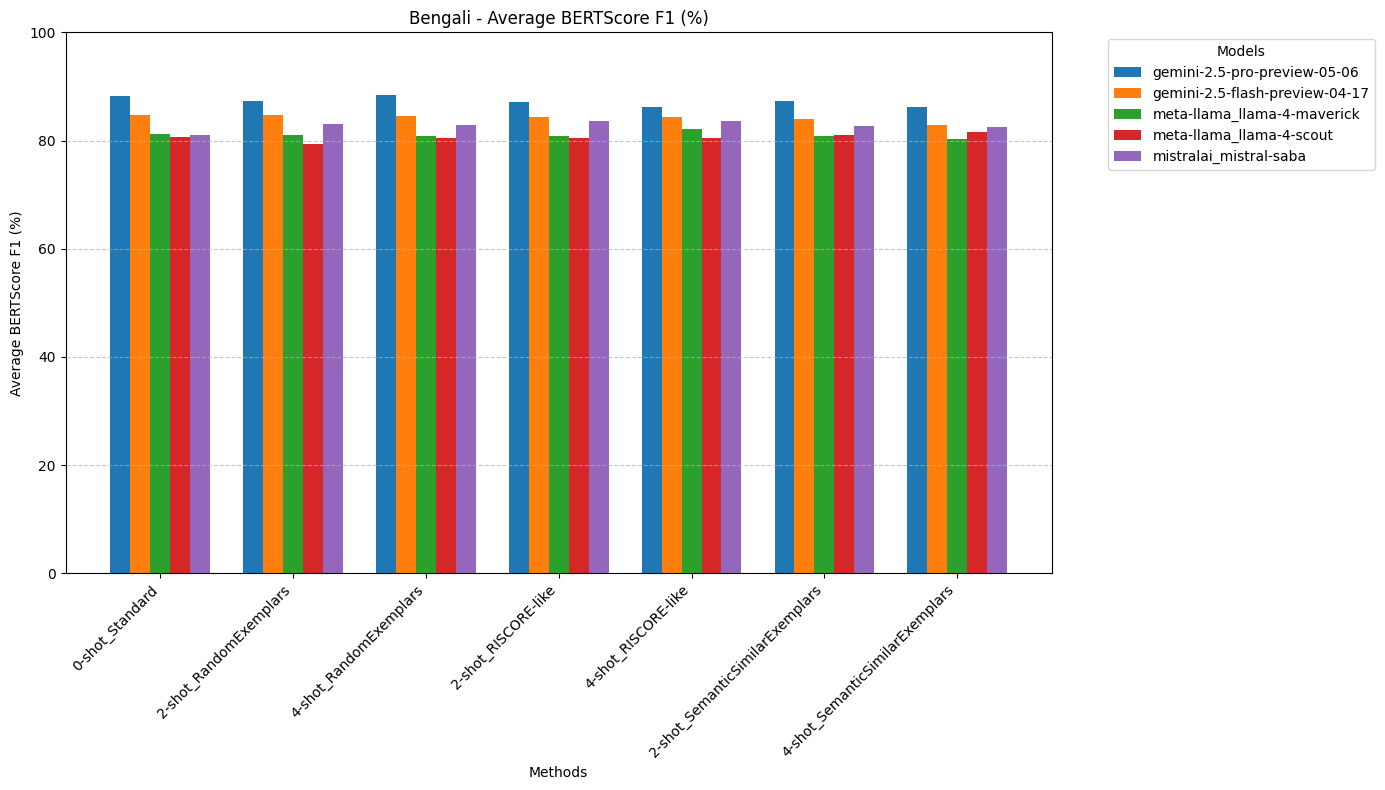 Bengali - Average BERTScore F1 (%)
Average BERTScore F1 (%)
100
80
60
40
20
0
0-shot_Standard
2-shot_RandomExemplars
4-shot_RandomExemplars
2-shot_RISCORE-like
4-shot_RISCORE-like
2-shot_SemanticSimilarExemplars
4-shot_SemanticSimilarExemplars
Methods
Models
gemini-2.5-pro-preview-05-06
gemini-2.5-flash-preview-04-17
meta-llama_llama-4-maverick
meta-llama_llama-4-scout
mistralai_mistral-saba